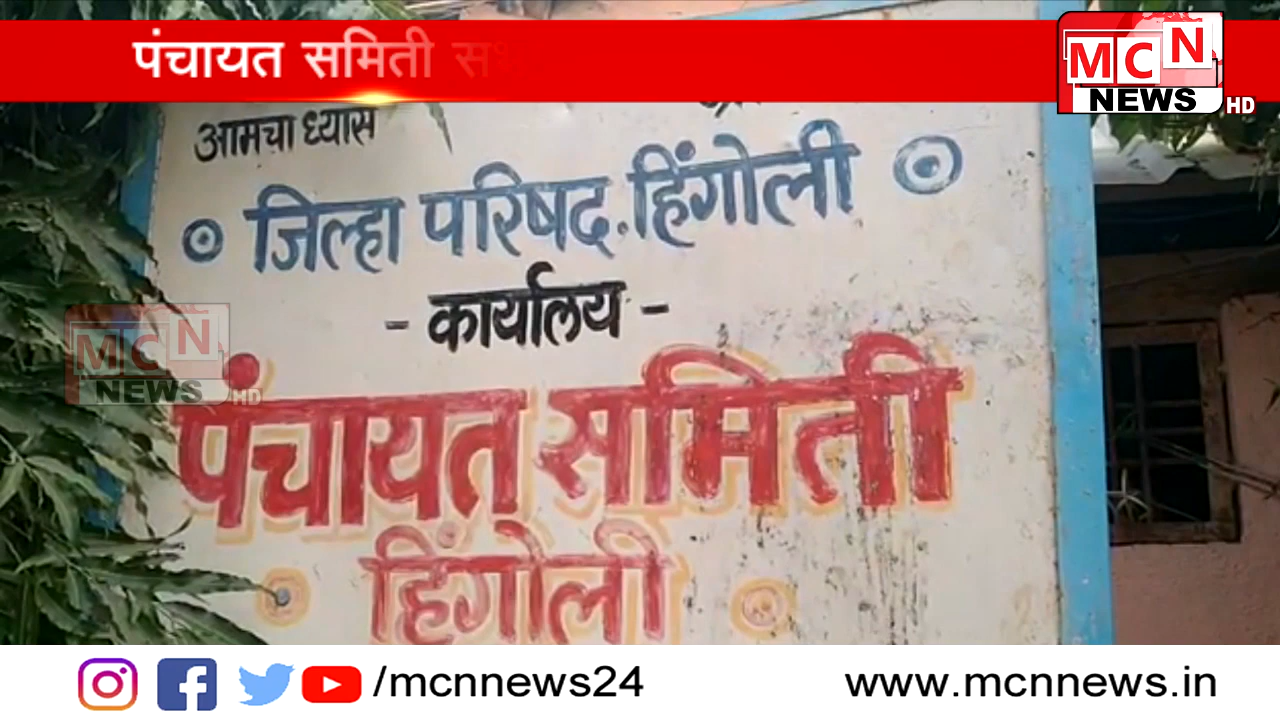 पंचायत समिती
MCN
NEWS HD
आमचा ध्यास
जिल्हा परिषद.हिंगोली
- कार्यालय -
MCN
NEWS HD
पंचायत समिती
हिंगोली
/mcnnews24
www.mcnnews.in